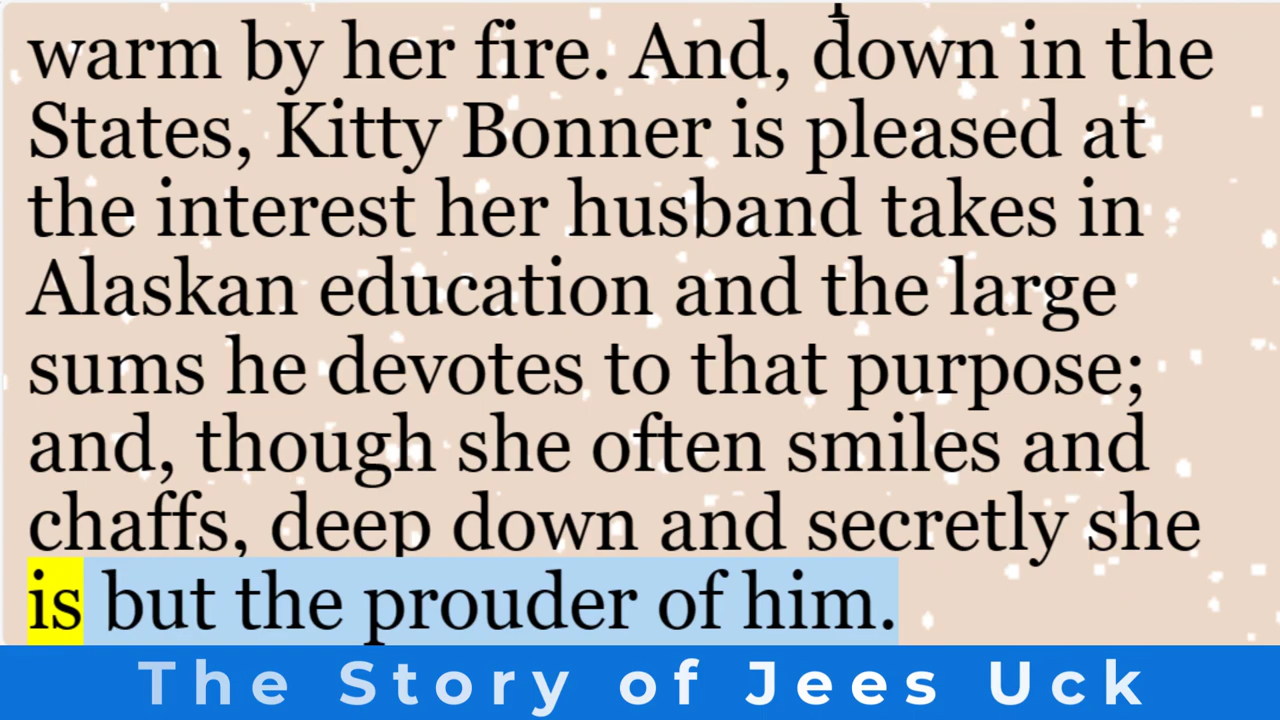 warm by her fire. And, down in the
States, Kitty Bonner is pleased at
the interest her husband takes in
Alaskan education and the large
sums he devotes to that purpose;
and, though she often smiles and
chaffs, deep down and secretly she
is but the prouder of him.
The Story of Jees Uck